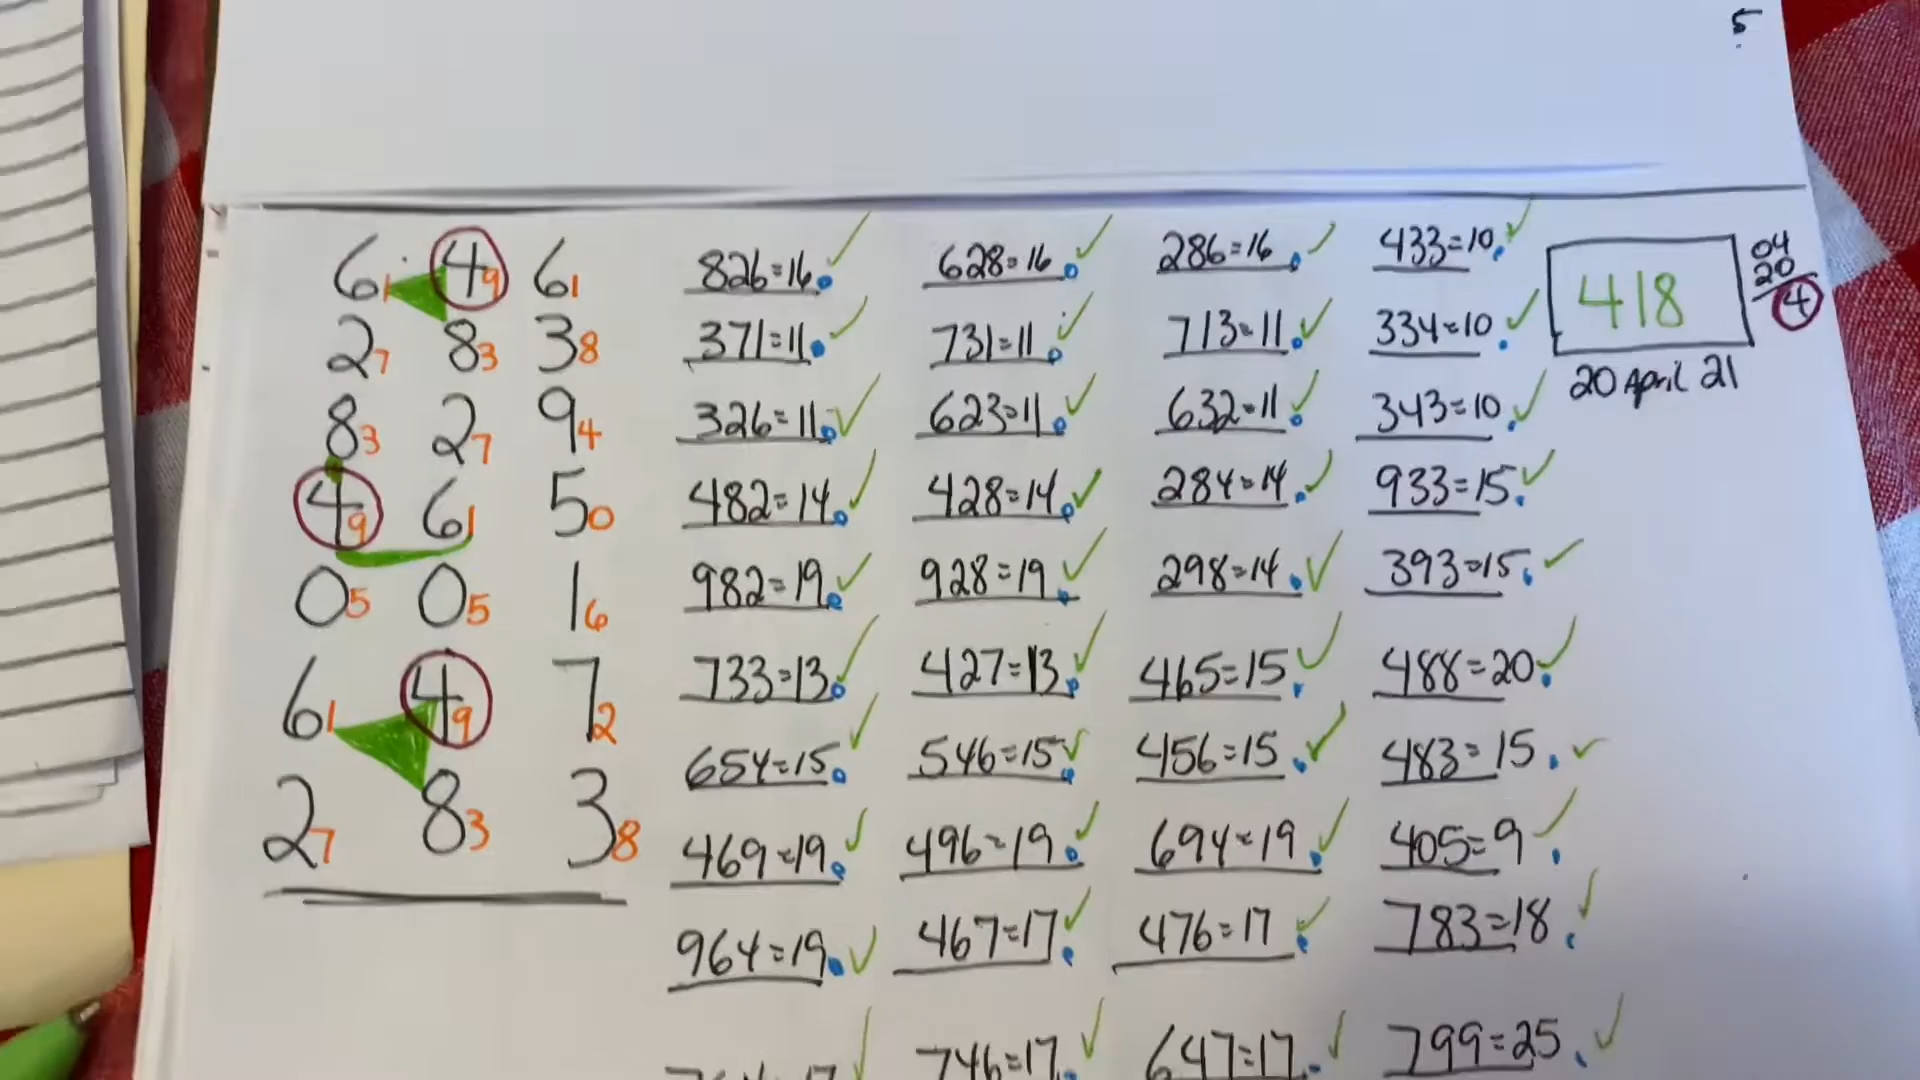 5
6₁ 4₉ 6₁
2₇ 8₃ 3₈
8₃ 2₇ 9₄
4₉ 6₁ 5₀
0₅ 0₅ 1₆
6₁ 4₉ 7₂
2₇ 8₃ 3₈
826=16. 628=16. 286=16. 433=10.
371=11. 731=11. 713=11. 334=10.
326=11. 623=11. 632=11. 343=10.
482=14. 428=14. 284=14. 933=15.
982=19. 928=19. 298=14. 393=15.
733=13. 427=13. 465=15. 488=20.
654=15. 546=15. 456=15. 483=15.
469=19. 496=19. 694=19. 405=9.
964=19. 467=17. 476=17. 783=18.
746=17. 647=17. 799=25.
418
20 April 21
04
20
4